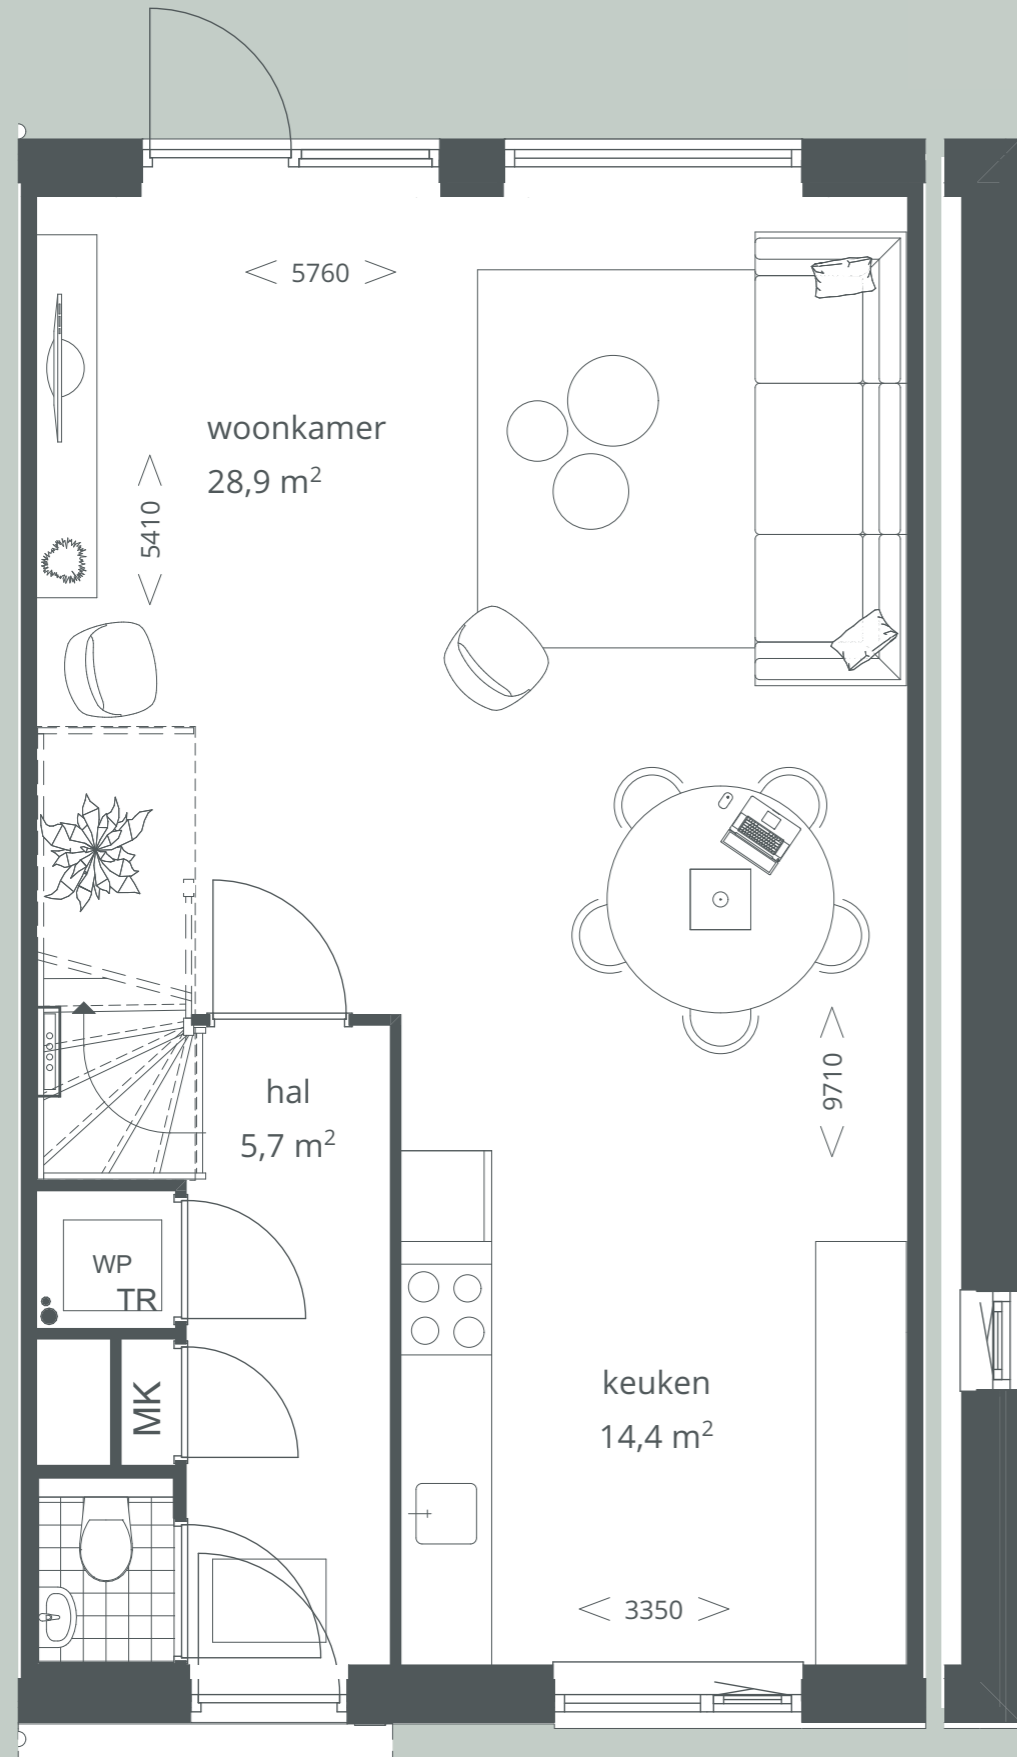 5760
woonkamer
28,9 m²
5410
hal
5,7 m²
9710
WP
TR
MK
keuken
14,4 m²
3350